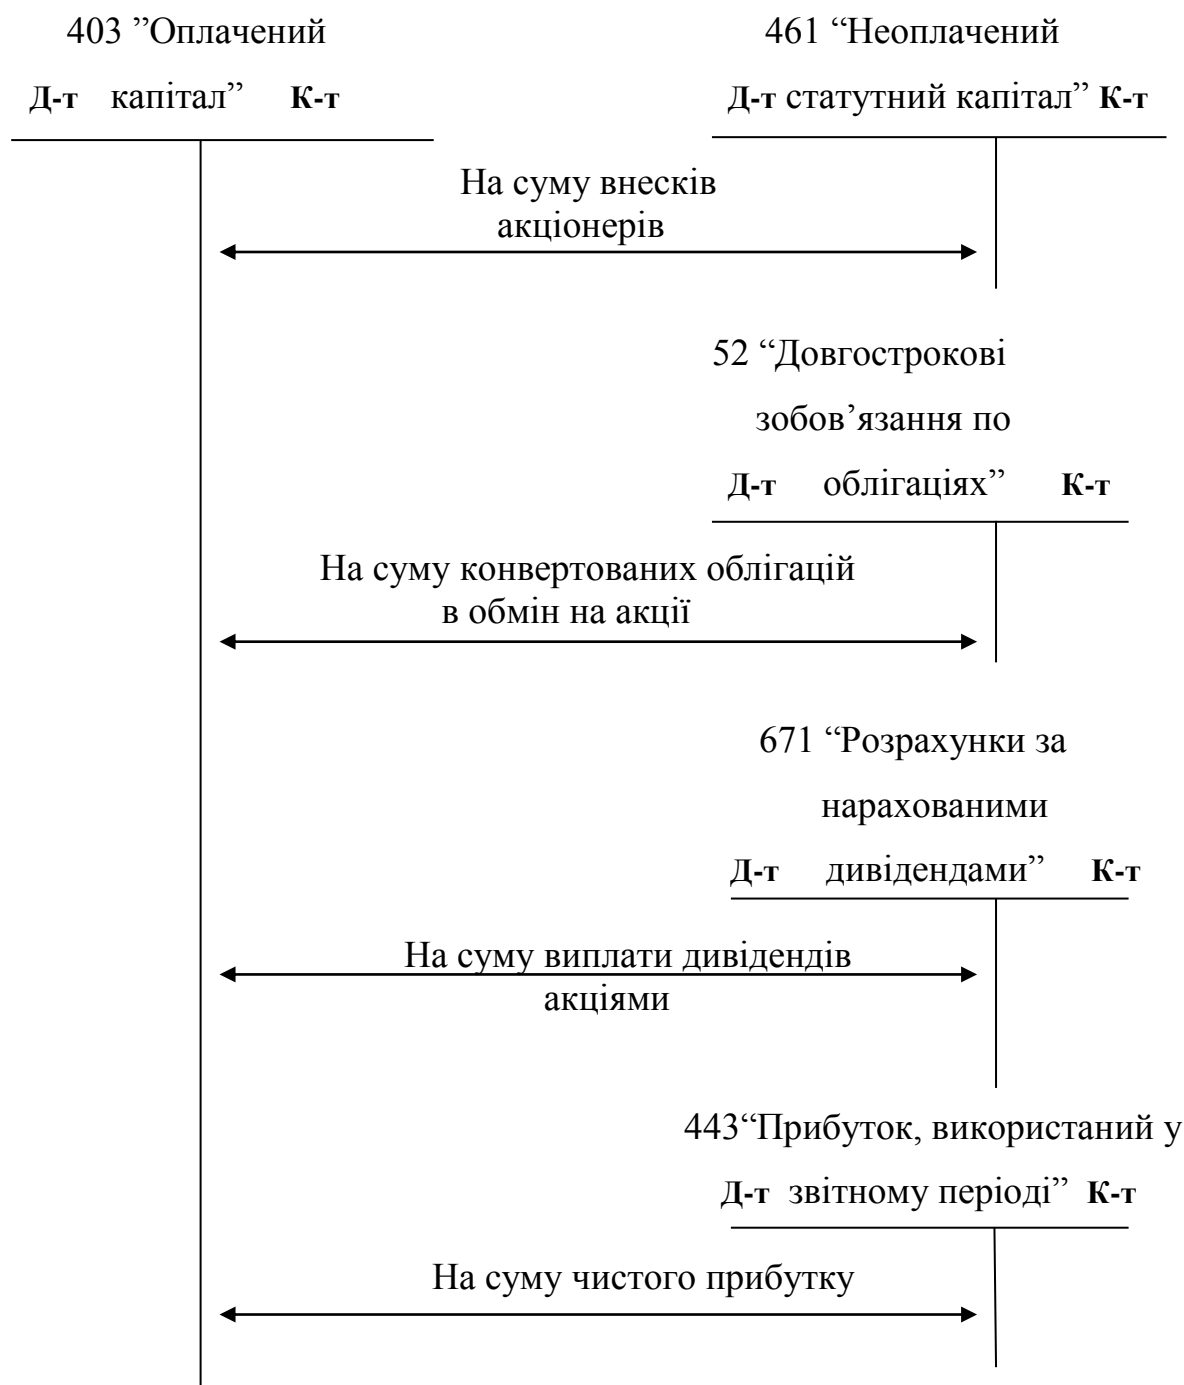 403 ”Оплачений
Д-т капітал” К-т
461 “Неоплачений
Д-т статутний капітал” К-т
На суму внесків
акціонерів
52 “Довгострокові
зобов’язання по
Д-т облігаціях” К-т
На суму конвертованих облігацій
в обмін на акції
671 “Розрахунки за
нарахованими
Д-т дивідендами” К-т
На суму виплати дивідендів
акціями
443“Прибуток, використаний у
Д-т звітному періоді” К-т
На суму чистого прибутку